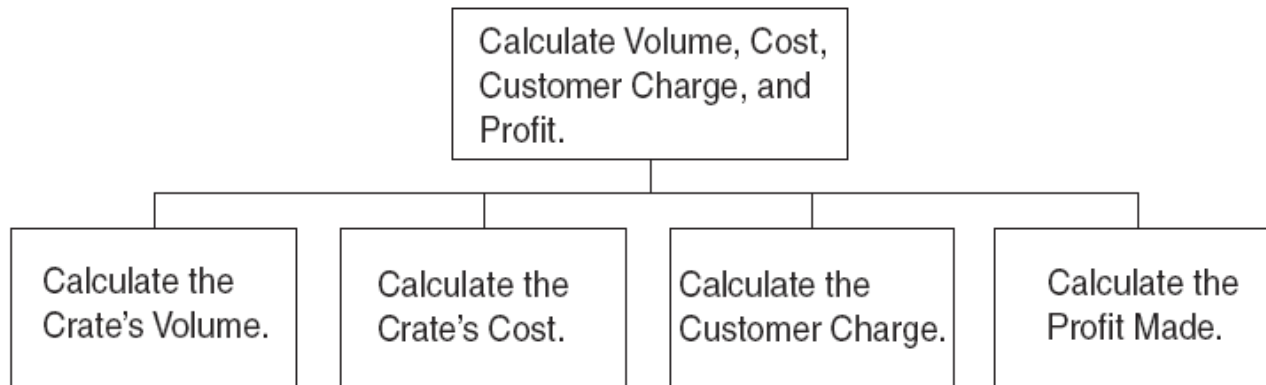 Calculate Volume, Cost,
Customer Charge, and
Profit.
Calculate the
Crate's Volume.
Calculate the
Crate's Cost.
Calculate the
Customer Charge.
Calculate the
Profit Made.